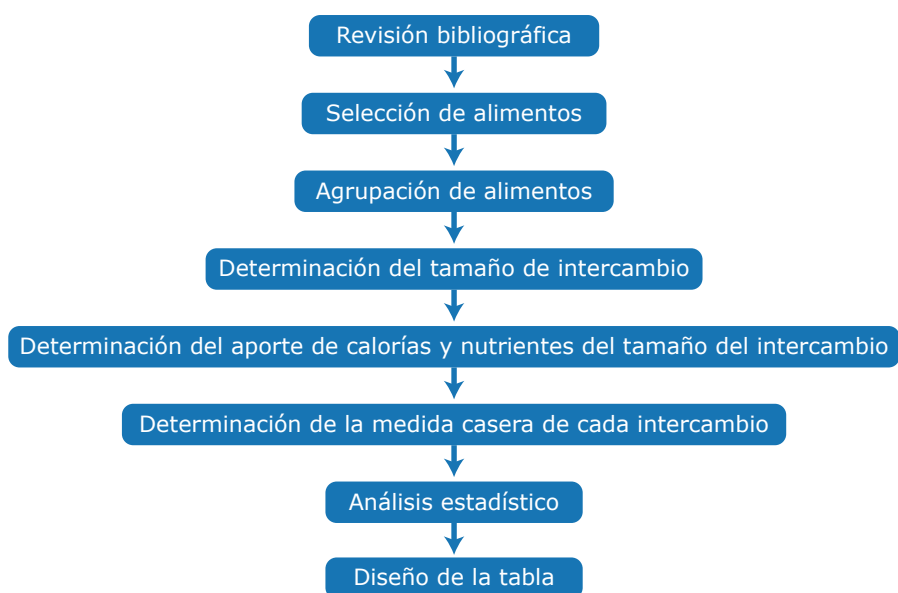 Revisión bibliográfica
Selección de alimentos
Agrupación de alimentos
Determinación del tamaño de intercambio
Determinación del aporte de calorías y nutrientes del tamaño del intercambio
Determinación de la medida casera de cada intercambio
Análisis estadístico
Diseño de la tabla